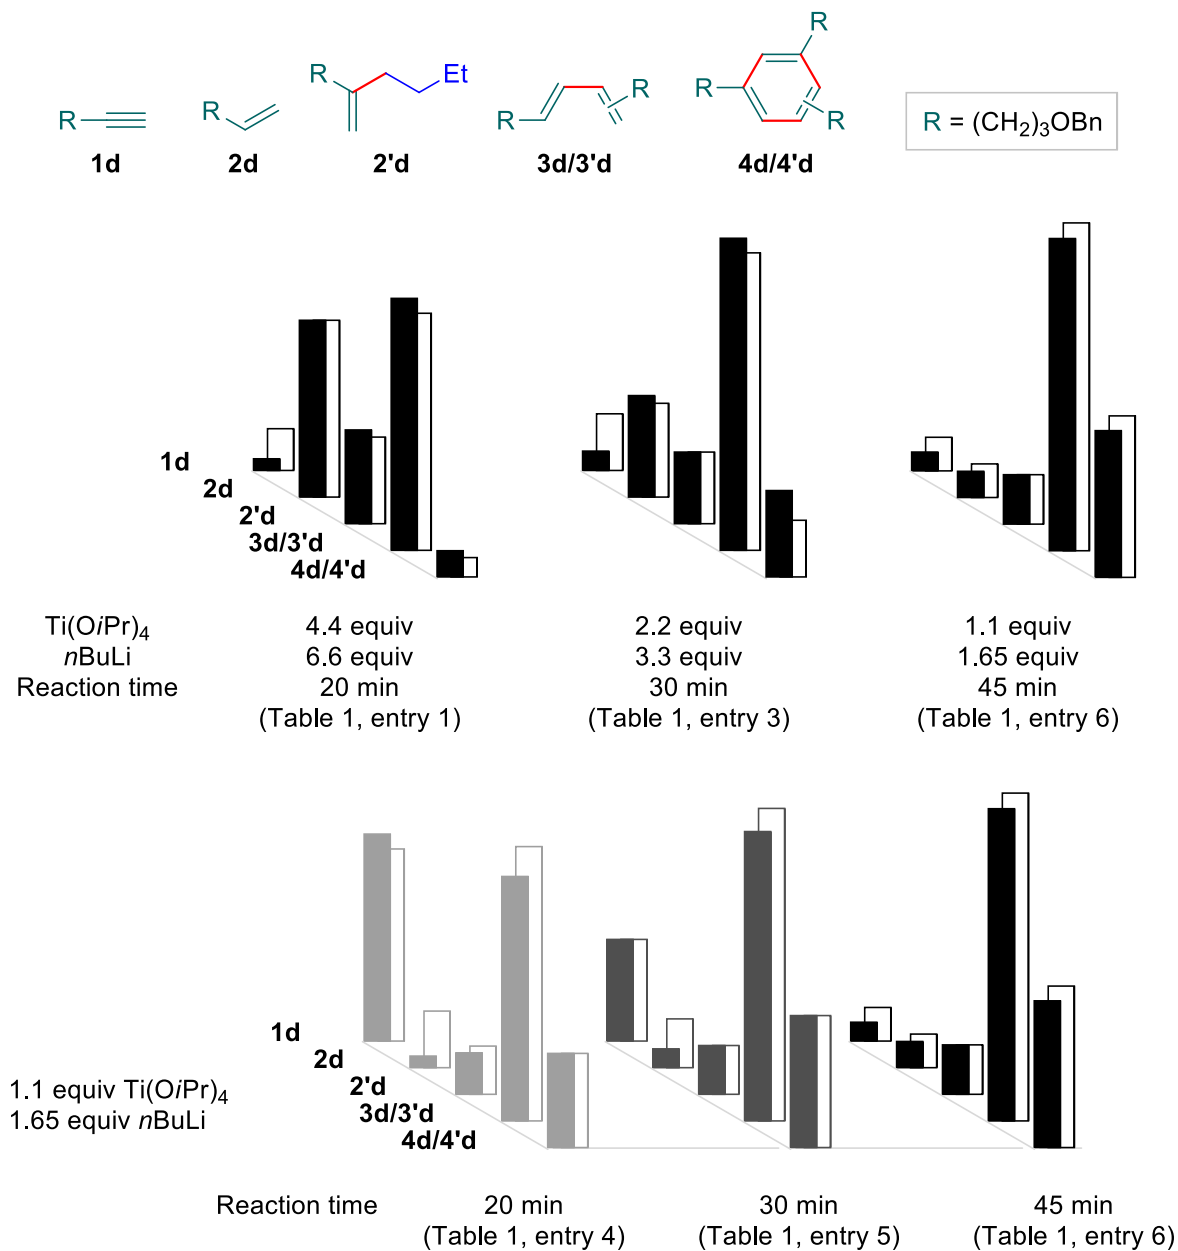 R
R
Et
R
R
R
R
R
R
R = (CH2)3OBn
1d
2d
2'd
3d/3'd
4d/4'd
1d
2d
2'd
3d/3'd
4d/4'd
Ti(OiPr)4 4.4 equiv 2.2 equiv 1.1 equiv
nBuLi 6.6 equiv 3.3 equiv 1.65 equiv
Reaction time 20 min 30 min 45 min
(Table 1, entry 1) (Table 1, entry 3) (Table 1, entry 6)
1d
2d
2'd
3d/3'd
4d/4'd
1.1 equiv Ti(OiPr)4
1.65 equiv nBuLi
Reaction time 20 min 30 min 45 min
(Table 1, entry 4) (Table 1, entry 5) (Table 1, entry 6)